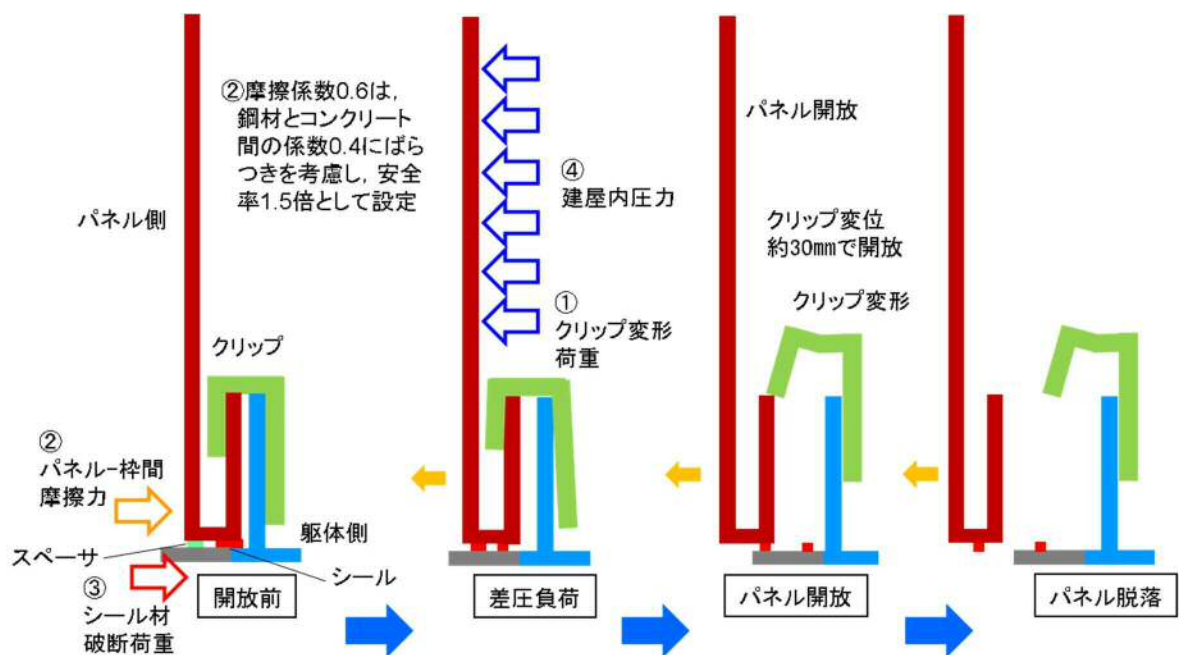 ②摩擦係数0.6は,
鋼材とコンクリート
間の係数0.4にばら
つきを考慮し, 安全
率1.5倍として設定
パネル側
クリップ
②
パネル-枠間
摩擦力
スペーサ
③
シール材
破断荷重
躯体側
シール
開放前
④
建屋内圧力
①
クリップ変形
荷重
差圧負荷
パネル開放
クリップ変位
約30mmで開放
クリップ変形
パネル開放
パネル脱落